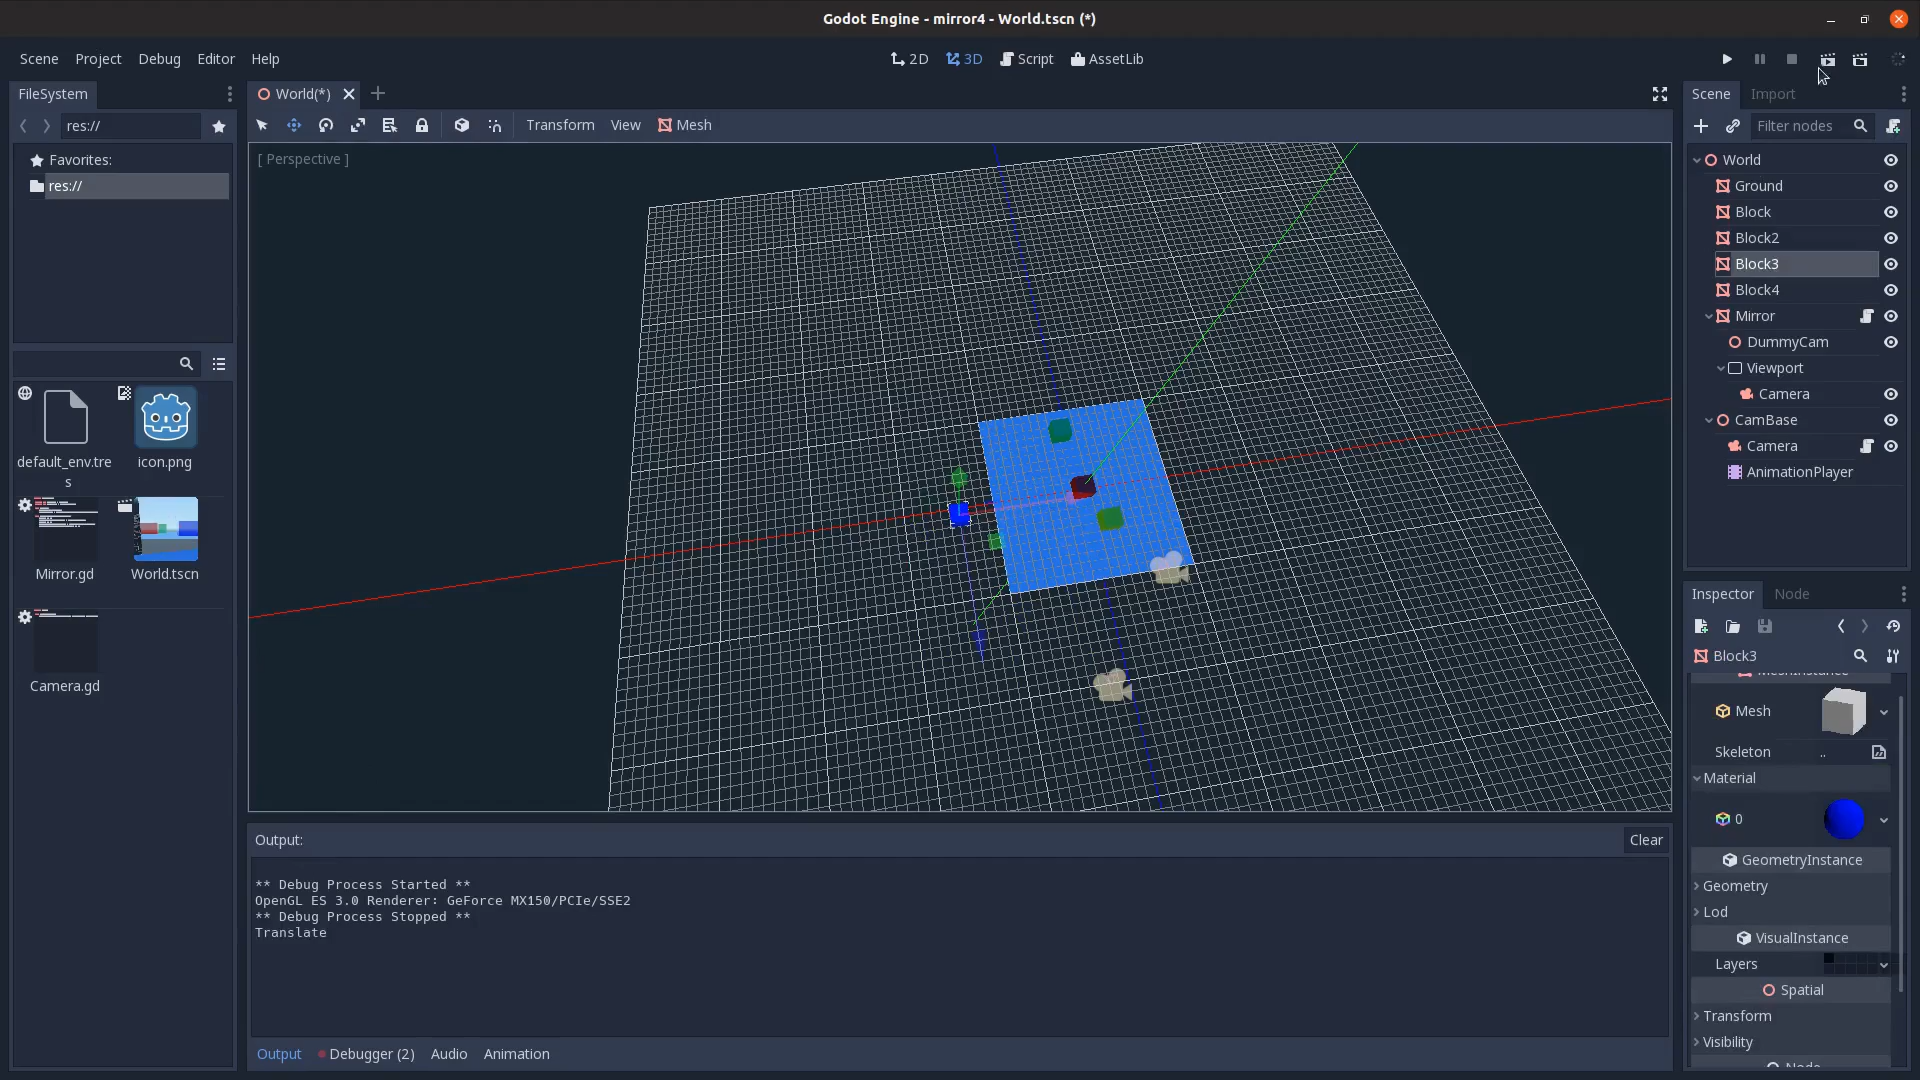 Godot Engine - mirror4 - World.tscn (*)
Scene Project Debug Editor Help
2D 3D Script AssetLib
FileSystem
res://
Favorites:
res://
default_env.tre
s
icon.png
Mirror.gd
World.tscn
Camera.gd
World(*)
Transform View Mesh
[ Perspective ]
Output:
Clear
** Debug Process Started **
OpenGL ES 3.0 Renderer: GeForce MX150/PCIe/SSE2
** Debug Process Stopped **
Translate
Output Debugger (2) Audio Animation
Scene Import
Filter nodes
World
Ground
Block
Block2
Block3
Block4
Mirror
DummyCam
Viewport
Camera
CamBase
Camera
AnimationPlayer
Inspector Node
Block3
MeshInstance
Mesh
Skeleton ..
Material
0
GeometryInstance
Geometry
Lod
VisualInstance
Layers
Spatial
Transform
Visibility
Node